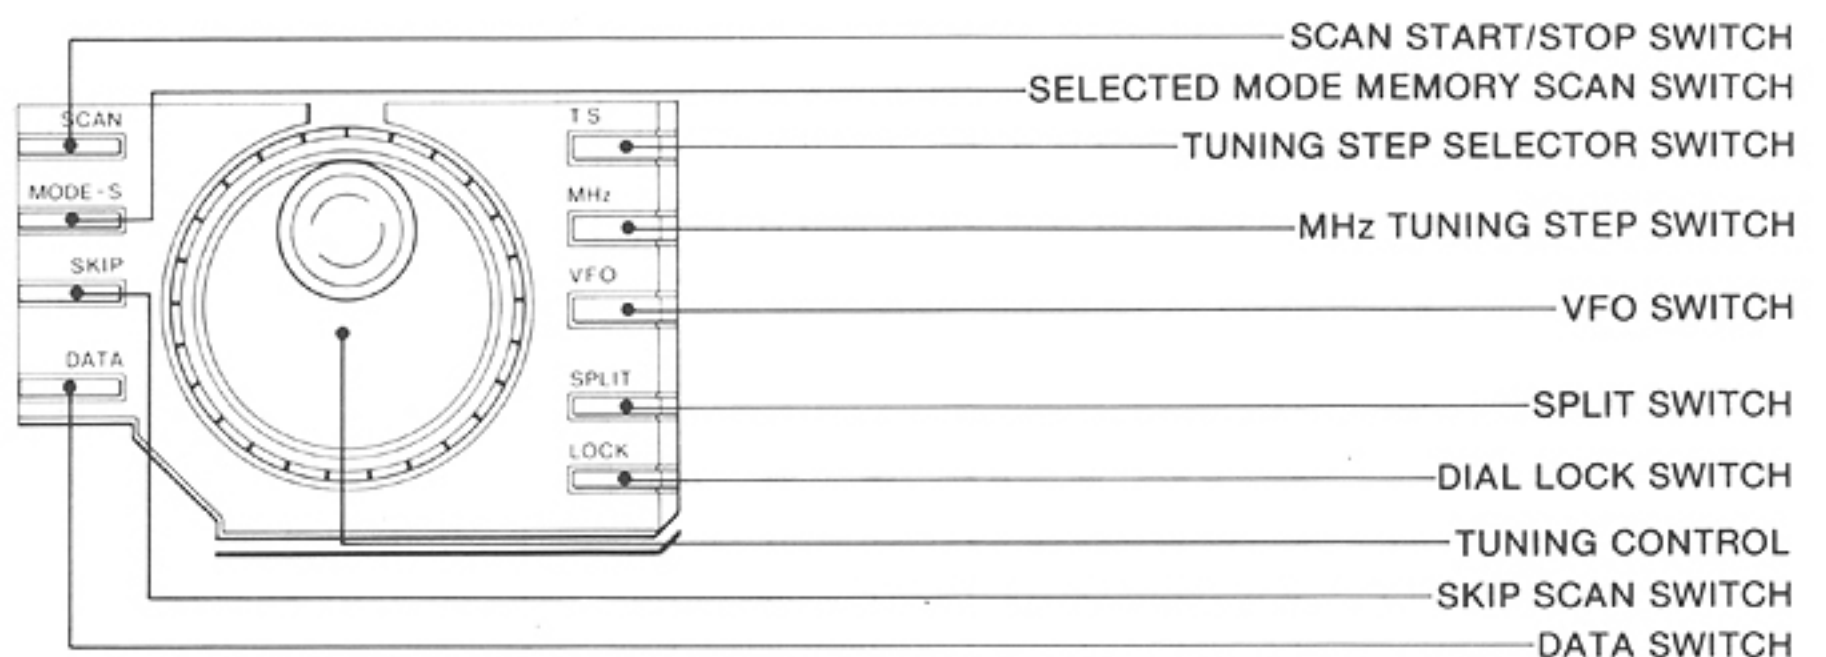 SCAN START/STOP SWITCH
SELECTED MODE MEMORY SCAN SWITCH
SCAN
TS
TUNING STEP SELECTOR SWITCH
MODE-S
MHz
MHz TUNING STEP SWITCH
SKIP
VFO
VFO SWITCH
DATA
SPLIT
SPLIT SWITCH
LOCK
DIAL LOCK SWITCH
TUNING CONTROL
SKIP SCAN SWITCH
DATA SWITCH